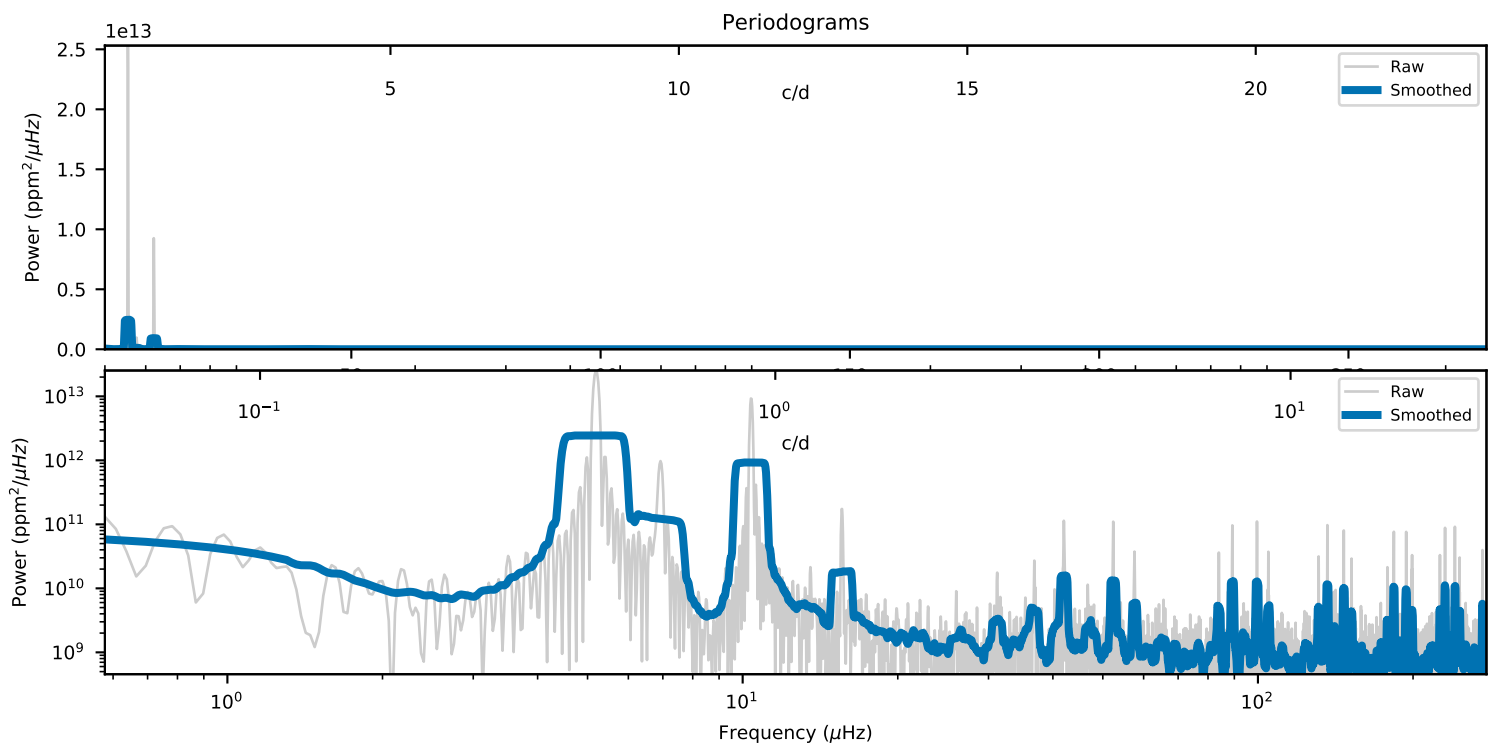 Periodograms
1e13
2.5
2.0
1.5
1.0
0.5
0.0
Power (ppm²/μHz)
5
10
15
20
c/d
Raw
Smoothed
10¹³
10¹²
10¹¹
10¹⁰
10⁹
Power (ppm²/μHz)
10⁻¹
10⁰
10¹
c/d
Raw
Smoothed
10⁰
10¹
10²
Frequency (μHz)